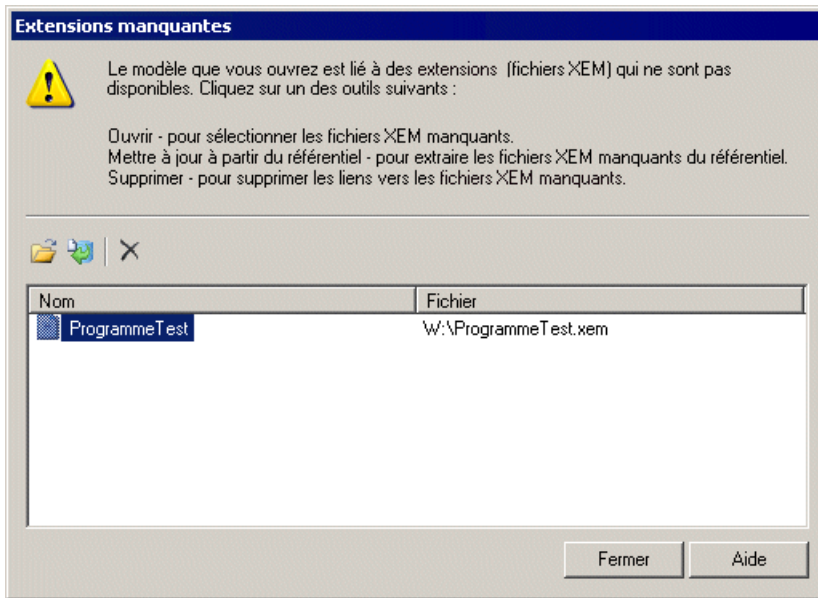 Extensions manquantes
Le modèle que vous ouvrez est lié à des extensions (fichiers XEM) qui ne sont pas
disponibles. Cliquez sur un des outils suivants :
Ouvrir - pour sélectionner les fichiers XEM manquants.
Mettre à jour à partir du référentiel - pour extraire les fichiers XEM manquants du référentiel.
Supprimer - pour supprimer les liens vers les fichiers XEM manquants.
Nom Fichier
ProgrammeTest W:\ProgrammeTest.xem
Fermer Aide